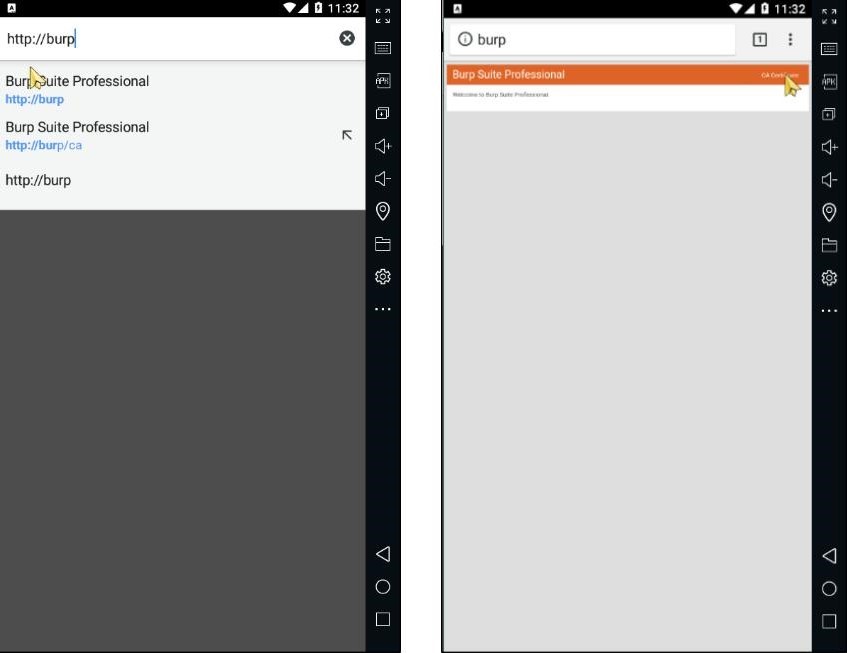 11:32
http://burp
Burp Suite Professional
http://burp
Burp Suite Professional
http://burp/ca
http://burp
APK
11:32
burp
1
Burp Suite Professional
CA Certificate
Welcome to Burp Suite Professional.
APK